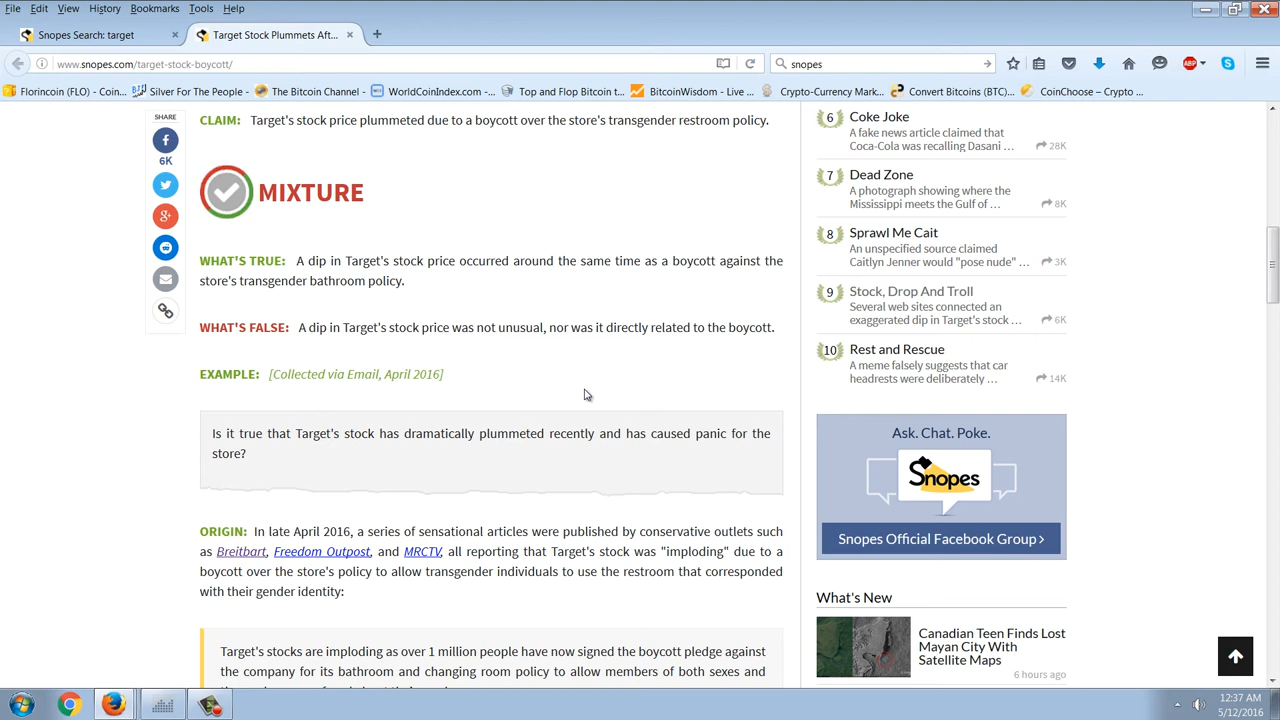 File Edit View History Bookmarks Tools Help
Snopes Search: target
Target Stock Plummets Aft...
www.snopes.com/target-stock-boycott/
snopes
ABP
Florincoin (FLO) - Coin...
Silver For The People - ...
The Bitcoin Channel - ...
WorldCoinIndex.com - ...
Top and Flop Bitcoin t...
BitcoinWisdom - Live ...
Crypto-Currency Mark...
Convert Bitcoins (BTC)...
CoinChoose – Crypto ...
SHARE
6K
CLAIM: Target's stock price plummeted due to a boycott over the store's transgender restroom policy.
MIXTURE
WHAT'S TRUE: A dip in Target's stock price occurred around the same time as a boycott against the
store's transgender bathroom policy.
WHAT'S FALSE: A dip in Target's stock price was not unusual, nor was it directly related to the boycott.
EXAMPLE: [Collected via Email, April 2016]
Is it true that Target's stock has dramatically plummeted recently and has caused panic for the
store?
ORIGIN: In late April 2016, a series of sensational articles were published by conservative outlets such
as Breitbart, Freedom Outpost, and MRCTV, all reporting that Target's stock was "imploding" due to a
boycott over the store's policy to allow transgender individuals to use the restroom that corresponded
with their gender identity:
Target's stocks are imploding as over 1 million people have now signed the boycott pledge against
the company for its bathroom and changing room policy to allow members of both sexes and
6 Coke Joke
A fake news article claimed that
Coca-Cola was recalling Dasani ... 28K
7 Dead Zone
A photograph showing where the
Mississippi meets the Gulf of ... 8K
8 Sprawl Me Cait
An unspecified source claimed
Caitlyn Jenner would "pose nude" ... 3K
9 Stock, Drop And Troll
Several web sites connected an
exaggerated dip in Target's stock ... 6K
10 Rest and Rescue
A meme falsely suggests that car
headrests were deliberately ... 14K
Ask. Chat. Poke.
Snopes
Snopes Official Facebook Group >
What's New
Canadian Teen Finds Lost
Mayan City With
Satellite Maps
6 hours ago
12:37 AM
5/12/2016